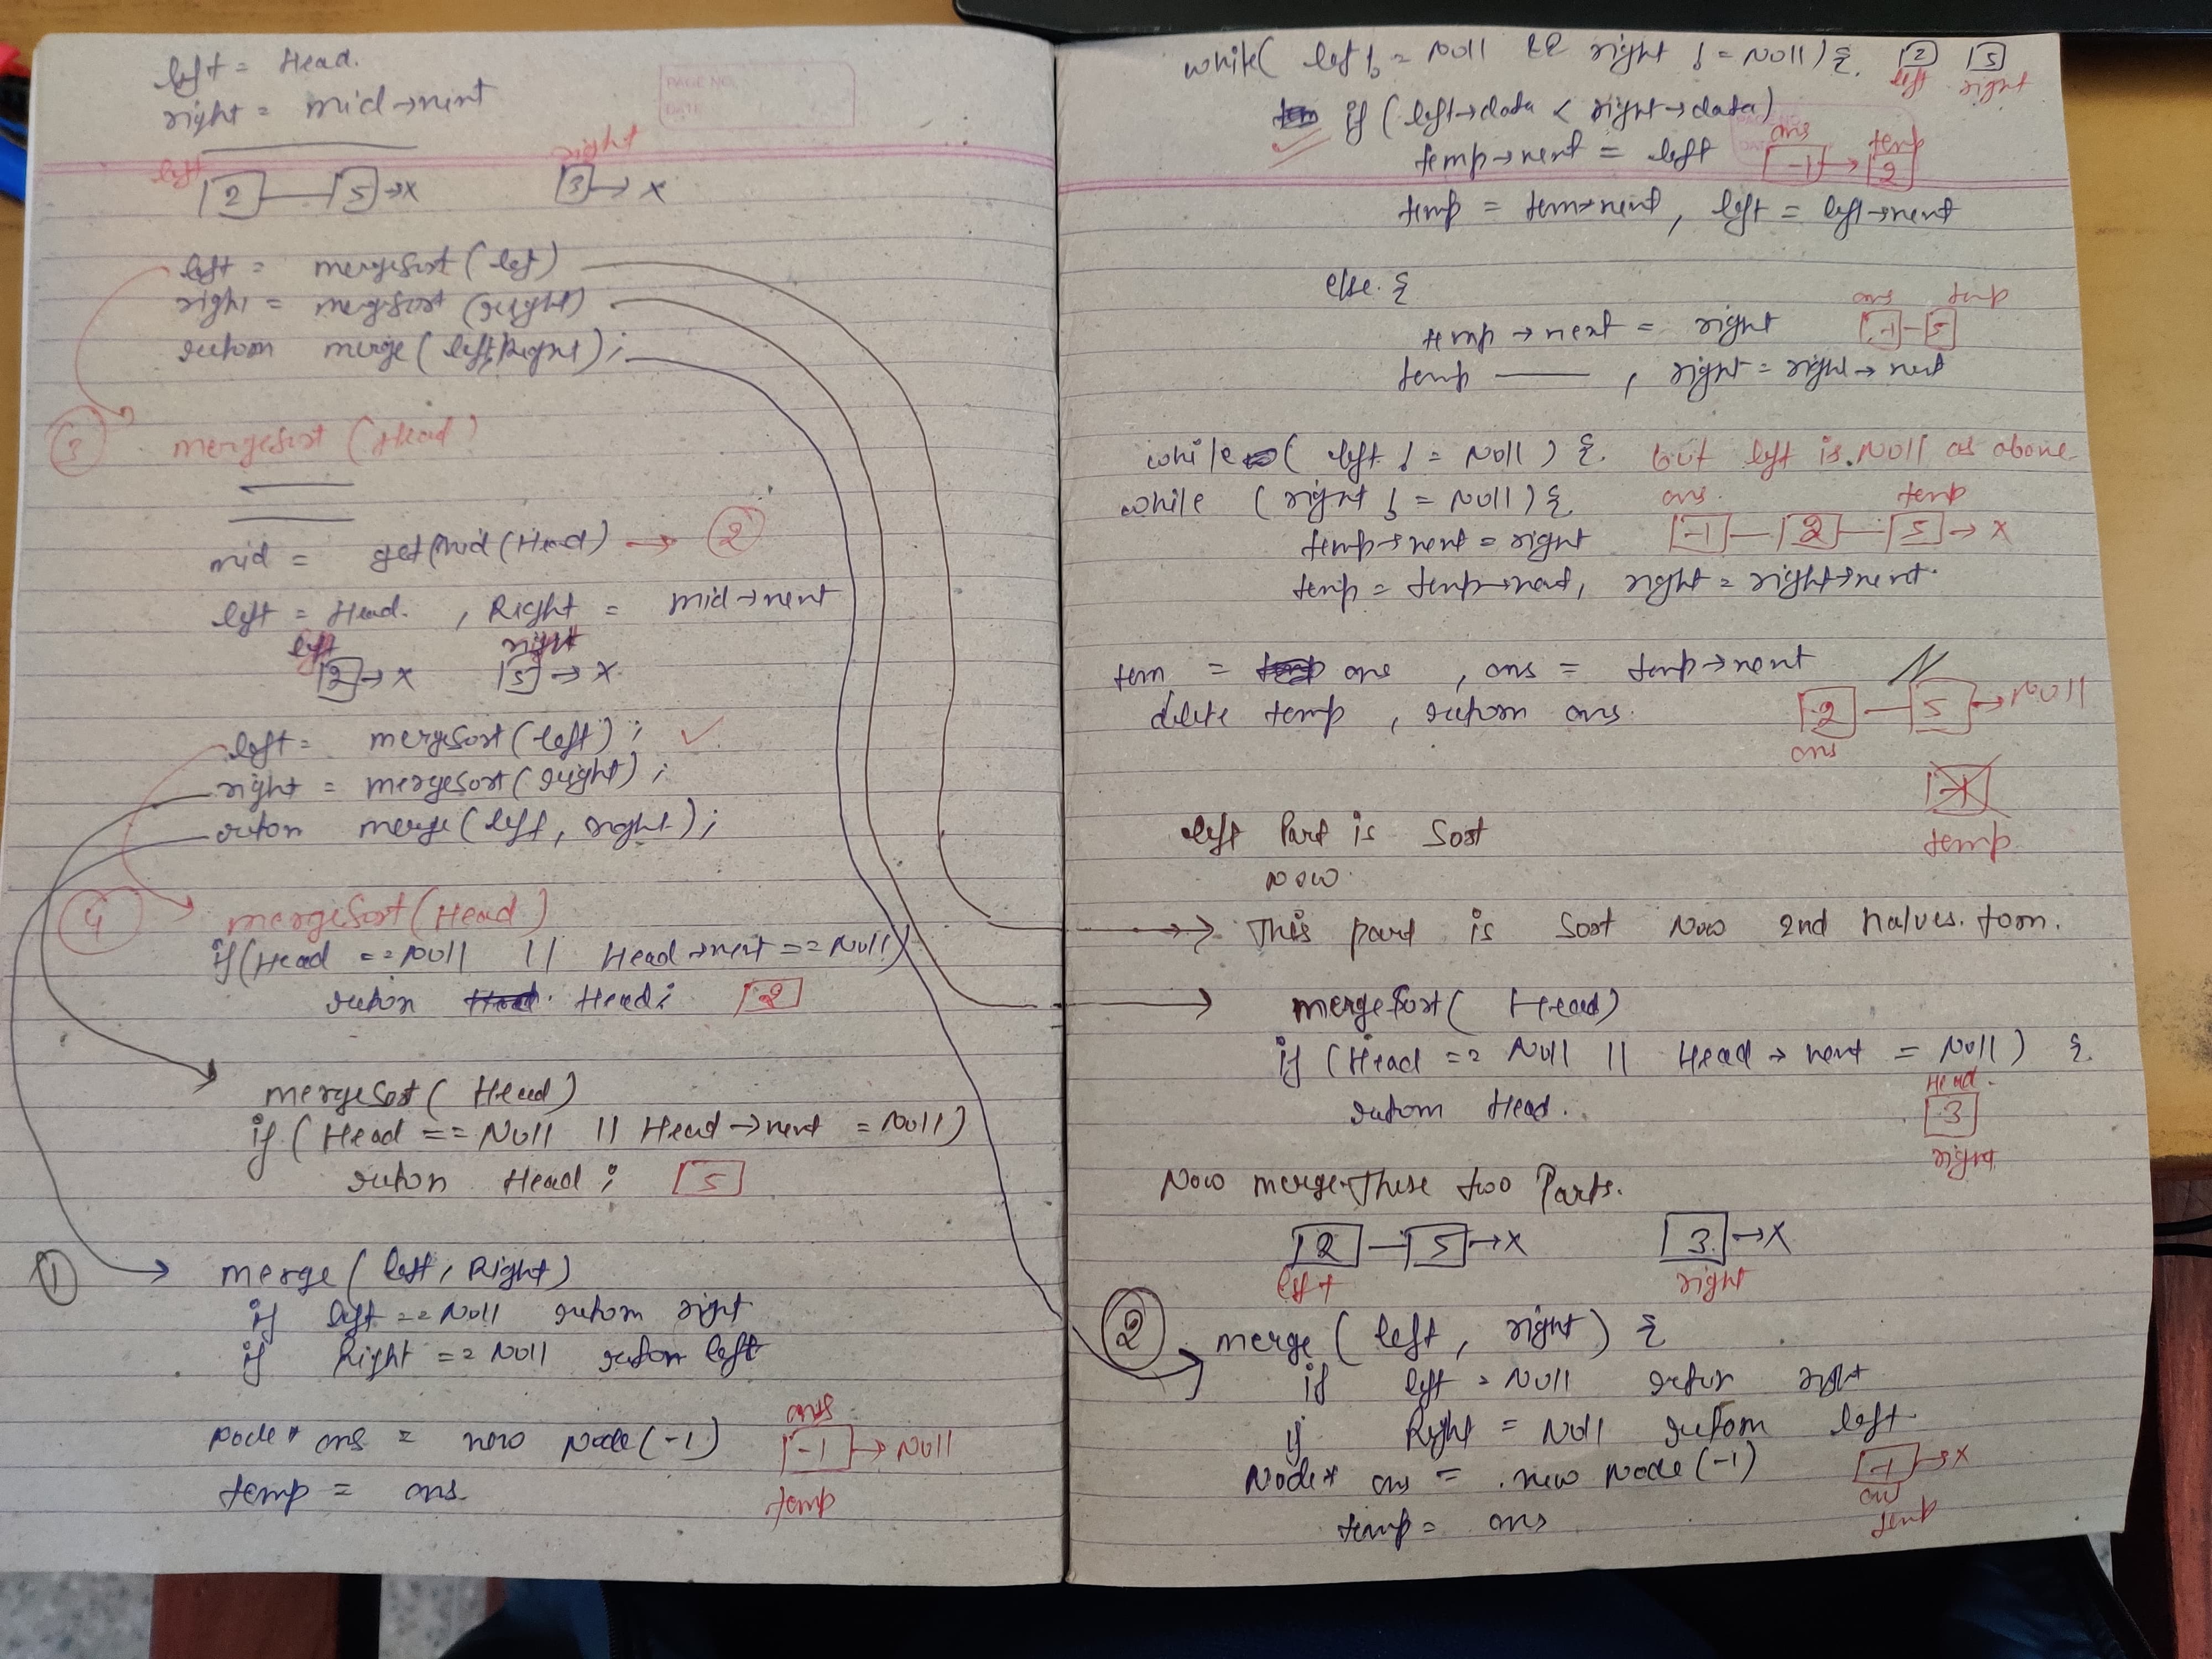 left = Head.
right = mid→next
PAGE NO.
DATE
left right
2 — 5 →x 3 → x
left = mergeSort (left)
right = mergeSort (right)
return merge (left, Right);
3 mergeSort (Head)
mid = getMid (Head) → 2
left = Head. , Right = mid→next
left right
2 → x 5 → x
left = mergeSort (left) ; ✓
right = mergeSort (right) ;
return merge (left, right);
4 mergeSort (Head)
if (Head == Null || Head→next == Null)
return Head; 2
mergeSort ( Head)
if ( Head == Null || Head→next = Null)
return Head ; 5
1 → merge ( left, Right)
if left == Null return right
if Right == Null return left
ans
Node* ans = new Node (-1) -1 → Null
temp = ans. temp
while( left != Null && right != Null) { 2 5
left right
if (left→data < right→data)
ans temp
temp→next = left -1 → 2
temp = tem→next , left = left→next
else. {
ans temp
temp → next = right -1 – 5
temp —— , right = right→next
while ( left != Null ) {. but left is Null as above
while ( right != Null) {
ans. temp
temp→next = right -1 — 2 — 5 → x
temp = temp→next, right = right→next.
tem = ans , ans = temp→next
delete temp , return ans. 2 — 5 → Null
ans
-1
temp
left Part is Sort
Now.
→ This part is Sort Now 2nd halves. turn.
→ mergeSort ( Head)
if (Head == Null || Head → next = Null) {
Head.
return Head. 3
right
Now merge These two Parts.
2 — 5 →x 3. →x
left right
2 merge ( left , right) {
if left = Null return right
if Right = Null return left.
Node* ans = new Node (-1) -1 →x
ans
temp = ans temp